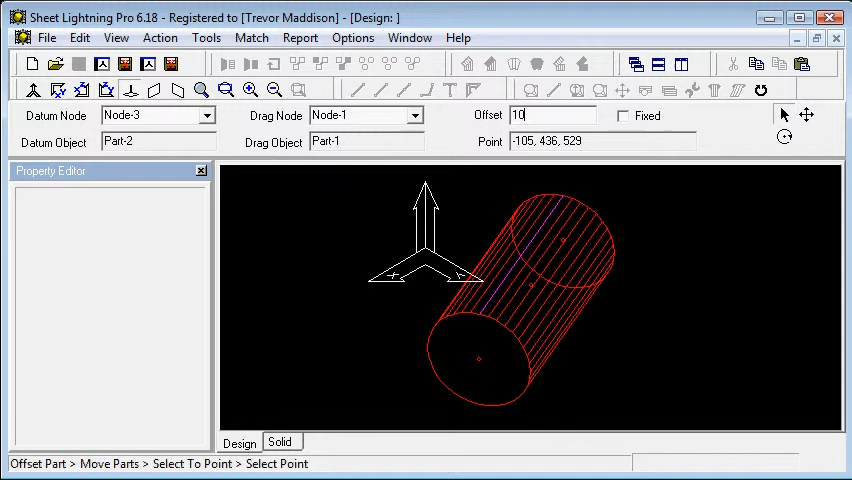 Sheet Lightning Pro 6.18 - Registered to [Trevor Maddison] - [Design: ]
File Edit View Action Tools Match Report Options Window Help
Datum Node Node-3 Drag Node Node-1 Offset 10 Fixed
Datum Object Part-2 Drag Object Part-1 Point -105, 436, 529
Property Editor
X Y
Design Solid
Offset Part > Move Parts > Select To Point > Select Point